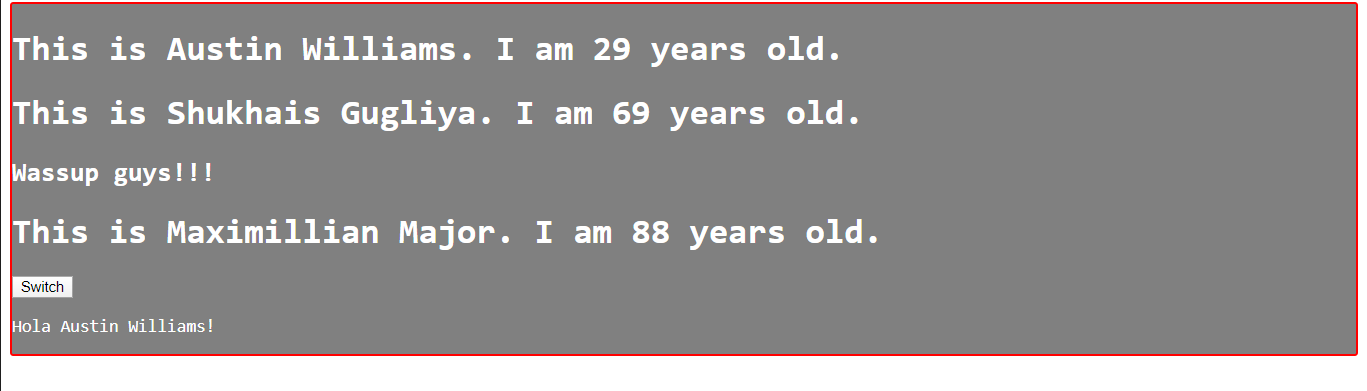 This is Austin Williams. I am 29 years old.
This is Shukhais Gugliya. I am 69 years old.
Wassup guys!!!
This is Maximillian Major. I am 88 years old.
Switch
Hola Austin Williams!